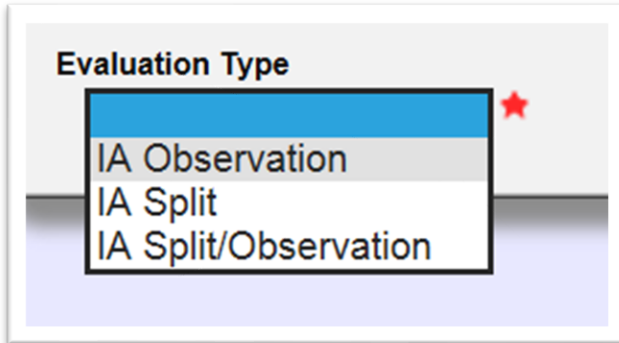 Evaluation Type
IA Observation
IA Split
IA Split/Observation